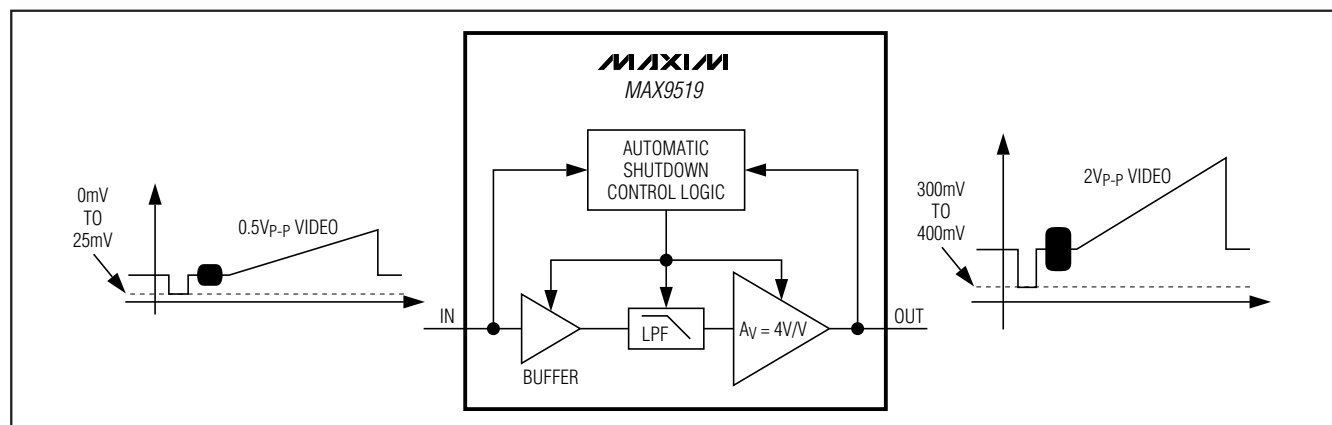 MAXIM
MAX9519
AUTOMATIC
SHUTDOWN
CONTROL LOGIC
0mV
TO
25mV
0.5VP-P VIDEO
IN
BUFFER
LPF
AV = 4V/V
OUT
300mV
TO
400mV
2VP-P VIDEO